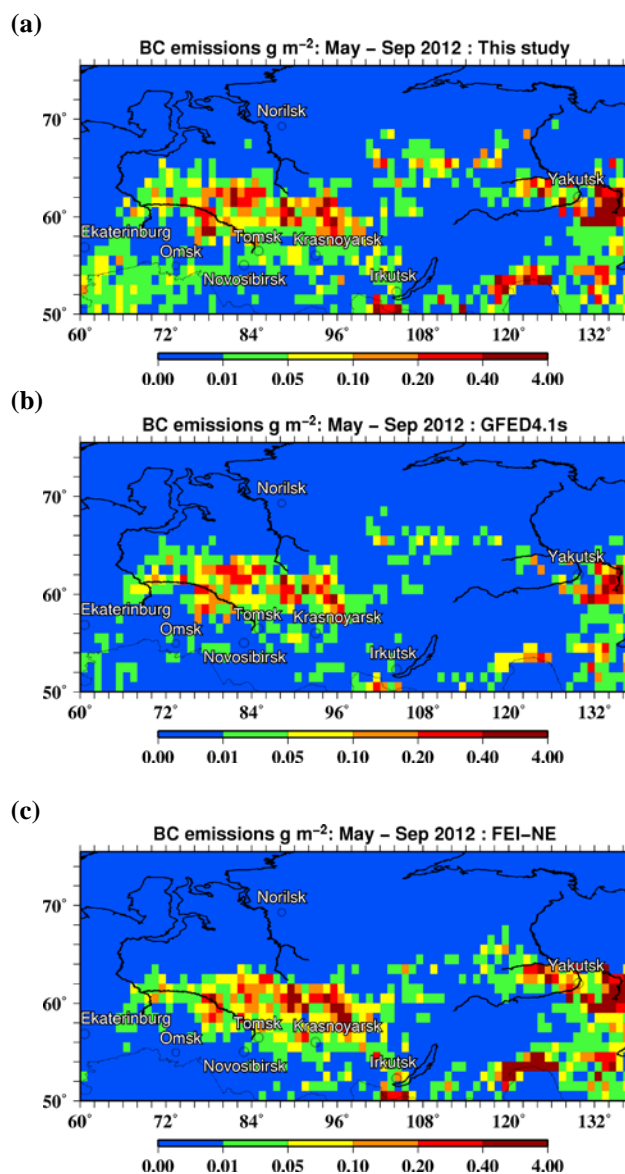 (a)
BC emissions g m⁻²: May − Sep 2012 : This study
70˚
Norilsk
Yakutsk
60˚
Ekaterinburg
Tomsk
Krasnoyarsk
Omsk
Novosibirsk
Irkutsk
50˚
60˚ 72 84 96 108 120˚ 132˚
0.00 0.01 0.05 0.10 0.20 0.40 4.00
(b)
BC emissions g m⁻²: May − Sep 2012 : GFED4.1s
70˚
Norilsk
Yakutsk
60˚
Ekaterinburg
Tomsk
Krasnoyarsk
Omsk
Novosibirsk
Irkutsk
50˚
60˚ 72 84 96 108 120˚ 132˚
0.00 0.01 0.05 0.10 0.20 0.40 4.00
(c)
BC emissions g m⁻²: May − Sep 2012 : FEI−NE
70˚
Norilsk
Yakutsk
60˚
Ekaterinburg
Tomsk
Krasnoyarsk
Omsk
Novosibirsk
Irkutsk
50˚
60˚ 72 84 96 108 120˚ 132˚
0.00 0.01 0.05 0.10 0.20 0.40 4.00